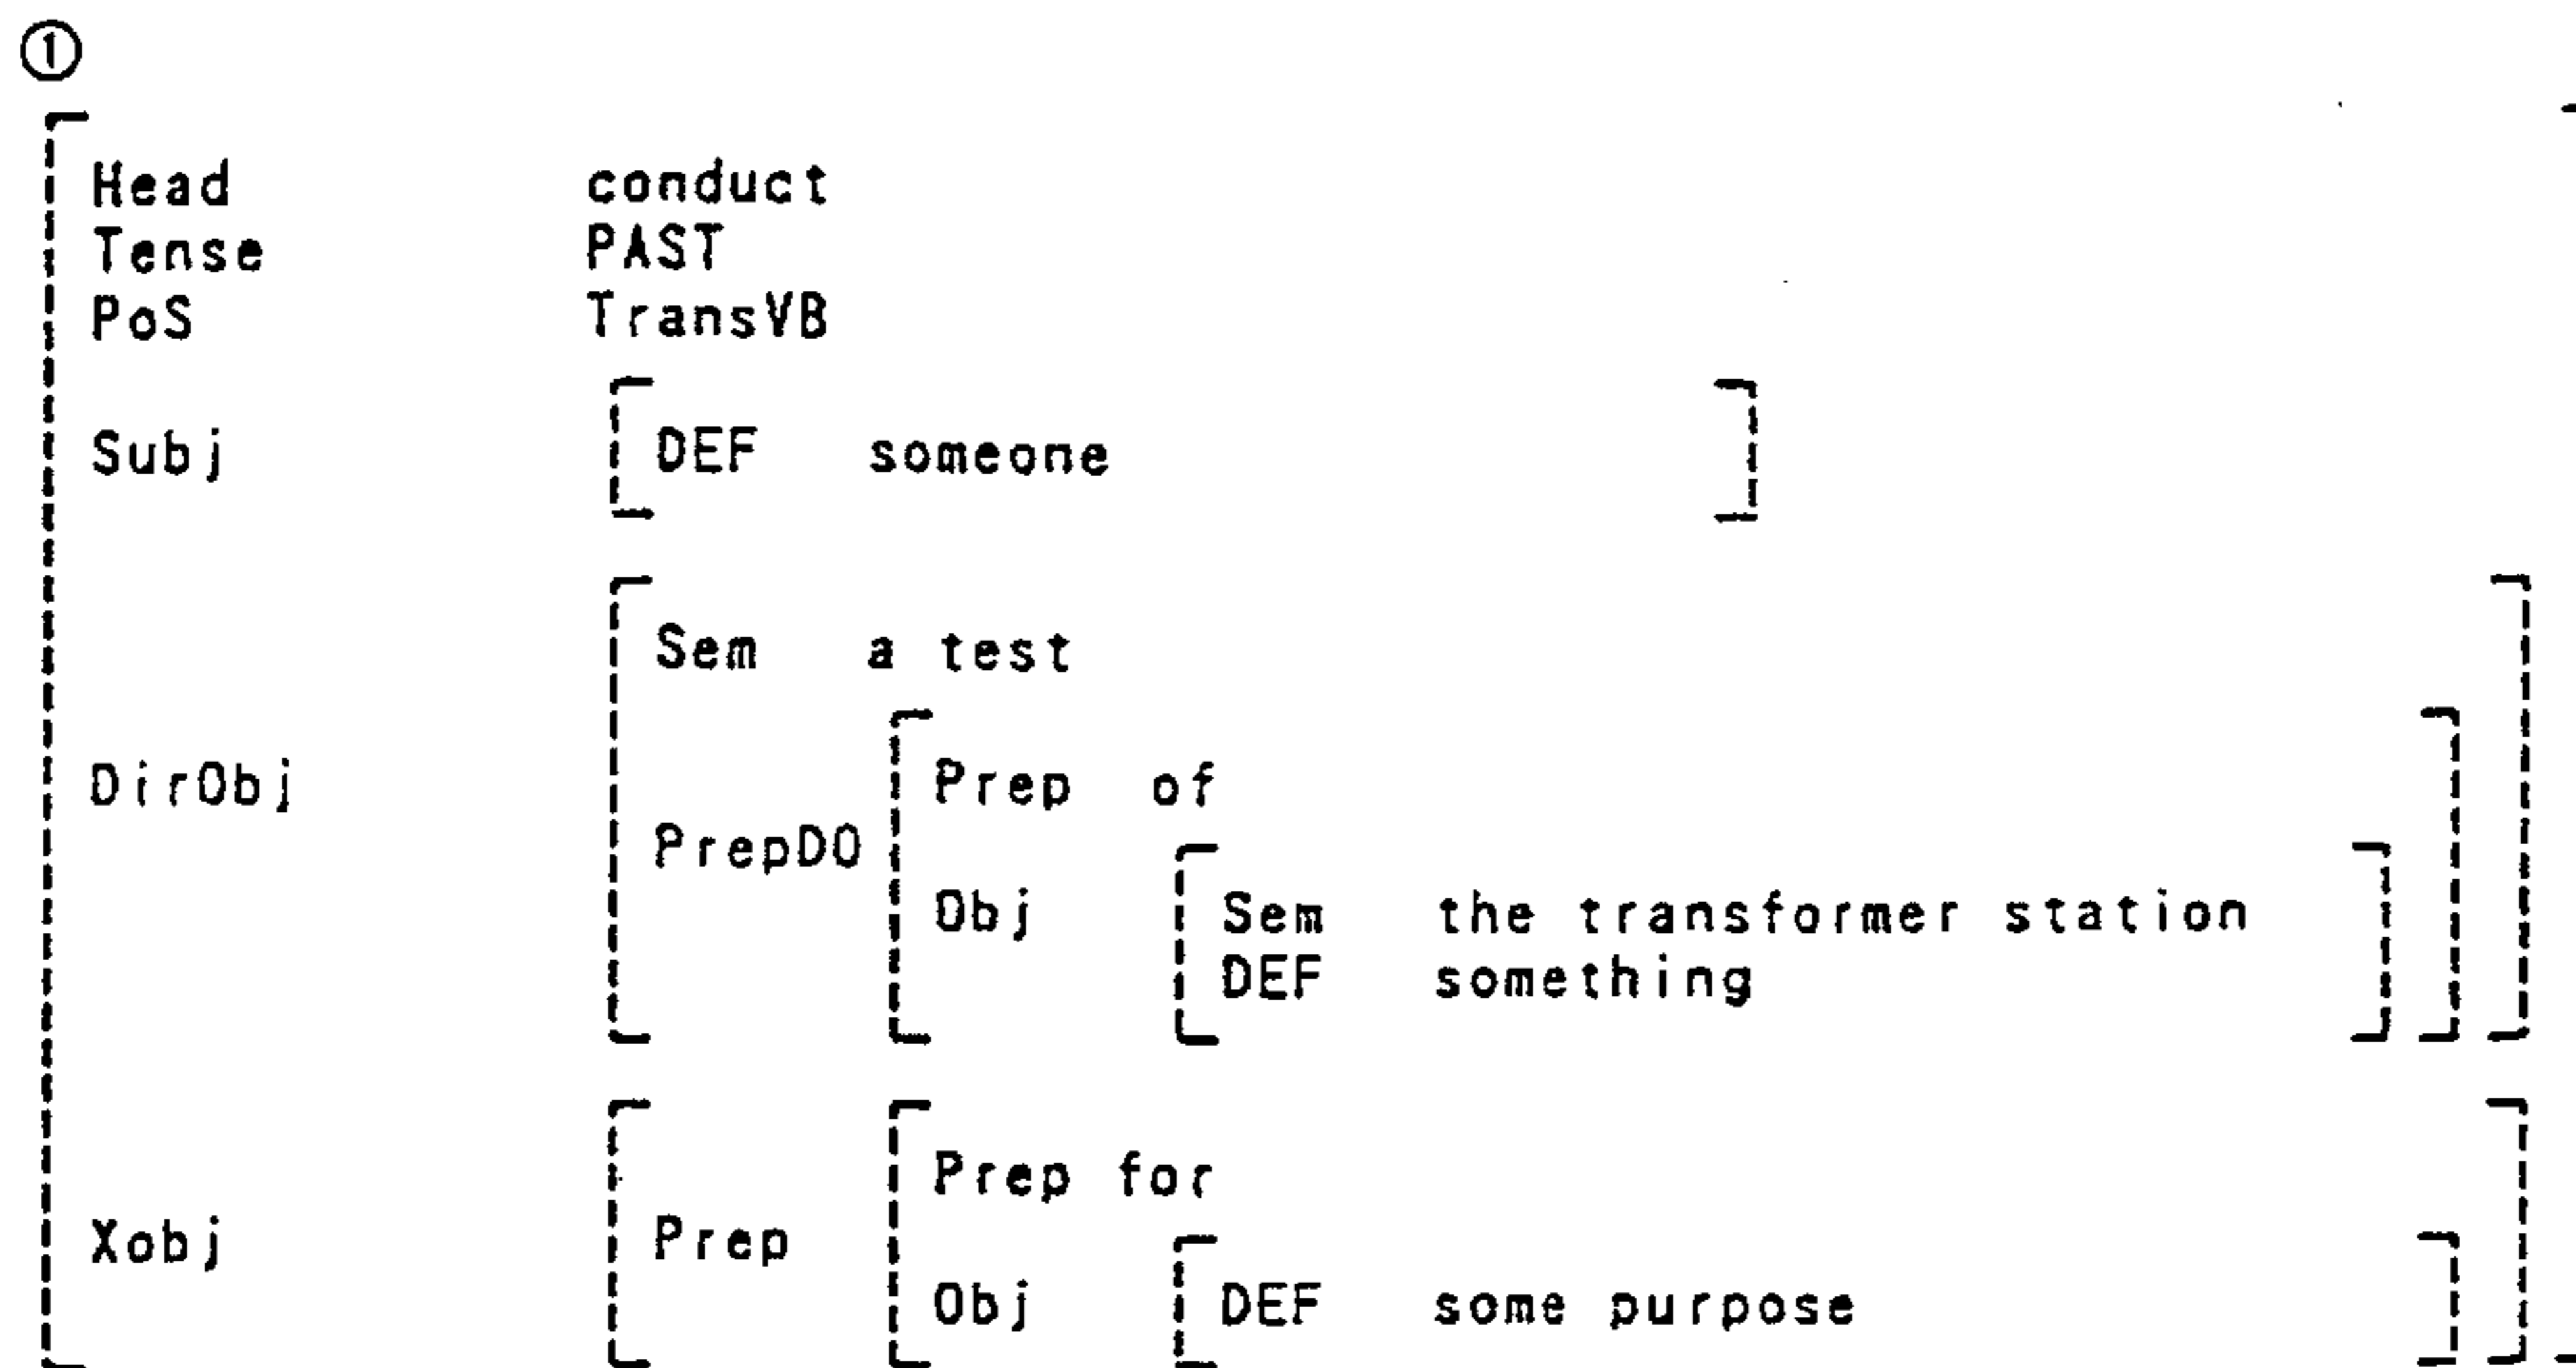 ①
Head conduct
Tense PAST
PoS TransVB
Subj DEF someone
Sem a test
DirObj Prep of
PrepDO
Obj Sem the transformer station
DEF something
Prep for
Xobj Prep
Obj DEF some purpose